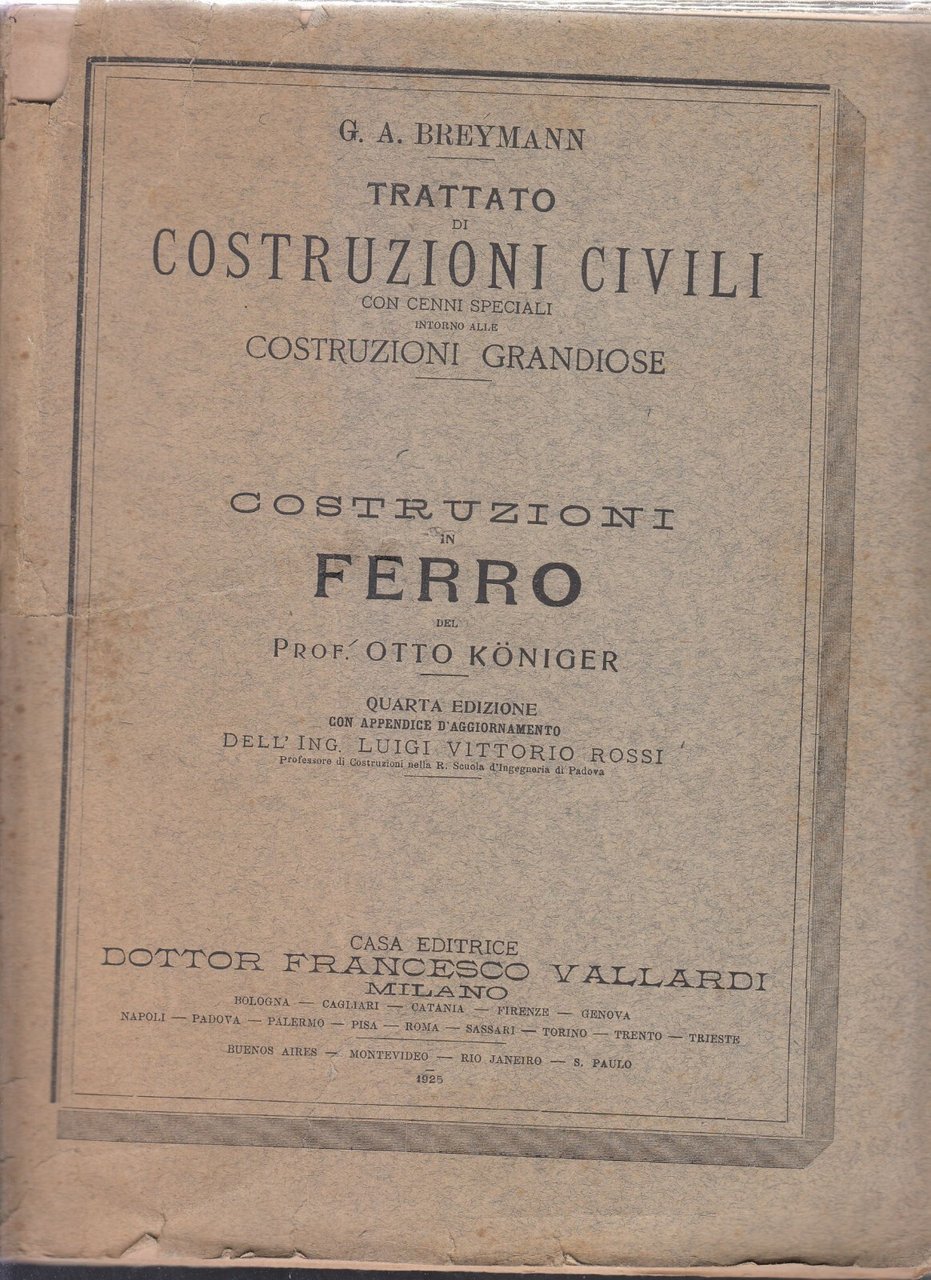 G. A. BREYMANN
TRATTATO
DI
COSTRUZIONI CIVILI
CON CENNI SPECIALI
INTORNO ALLE
COSTRUZIONI GRANDIOSE
COSTRUZIONI
IN
FERRO
DEL
PROF. OTTO KÖNIGER
QUARTA EDIZIONE
CON APPENDICE D'AGGIORNAMENTO
DELL' ING. LUIGI VITTORIO ROSSI
Professore di Costruzioni nella R. Scuola d'Ingegneria di Padova
CASA EDITRICE
DOTTOR FRANCESCO VALLARDI
MILANO
BOLOGNA — CAGLIARI — CATANIA — FIRENZE — GENOVA
NAPOLI — PADOVA — PALERMO — PISA — ROMA — SASSARI — TORINO — TRENTO — TRIESTE
BUENOS AIRES — MONTEVIDEO — RIO JANEIRO — S. PAULO
1925